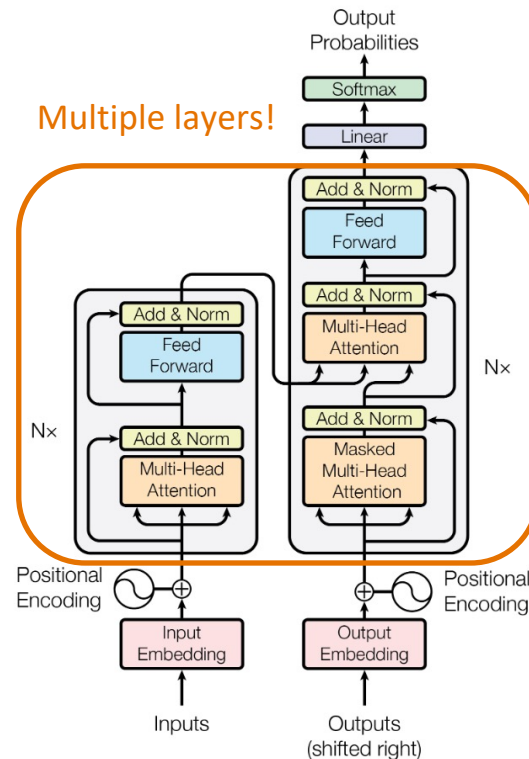 Output
Probabilities
Softmax
Multiple layers!
Linear
Add & Norm
Feed
Forward
Add & Norm
Multi-Head
Attention
N×
Add & Norm
Masked
Multi-Head
Attention
Add & Norm
Feed
Forward
N×
Add & Norm
Multi-Head
Attention
Positional
Encoding
Positional
Encoding
Input
Embedding
Output
Embedding
Inputs
Outputs
(shifted right)